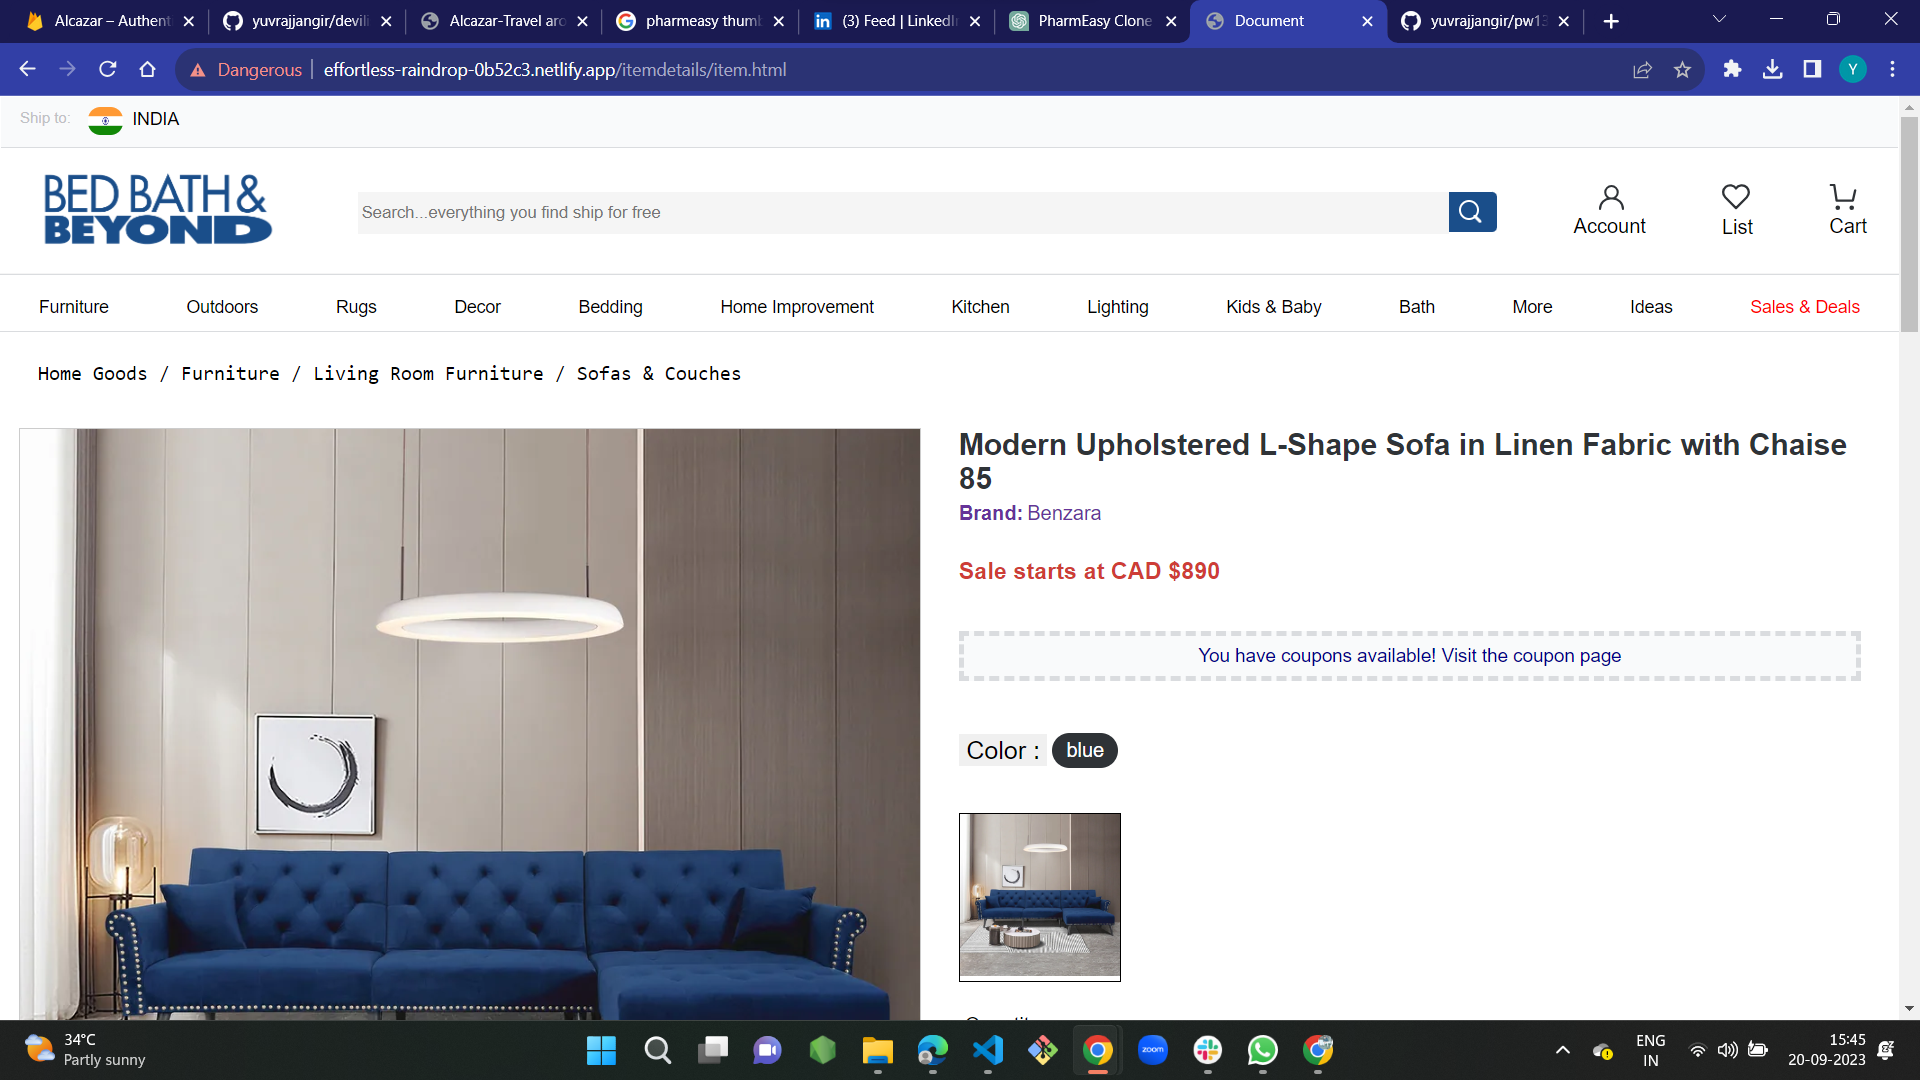 Alcazar – Authent
yuvrajjangir/devili
Alcazar-Travel aro
pharmeasy thumb
(3) Feed | LinkedIn
PharmEasy Clone
Document
yuvrajjangir/pw13
Dangerous
effortless-raindrop-0b52c3.netlify.app/itemdetails/item.html
Y
Ship to:
INDIA
BED BATH &
BEYOND
Search...everything you find ship for free
Account
List
Cart
Furniture
Outdoors
Rugs
Decor
Bedding
Home Improvement
Kitchen
Lighting
Kids & Baby
Bath
More
Ideas
Sales & Deals
Home Goods / Furniture / Living Room Furniture / Sofas & Couches
Modern Upholstered L-Shape Sofa in Linen Fabric with Chaise
85
Brand: Benzara
Sale starts at CAD $890
You have coupons available! Visit the coupon page
Color :
blue
34°C
Partly sunny
zoom
ENG
IN
15:45
20-09-2023